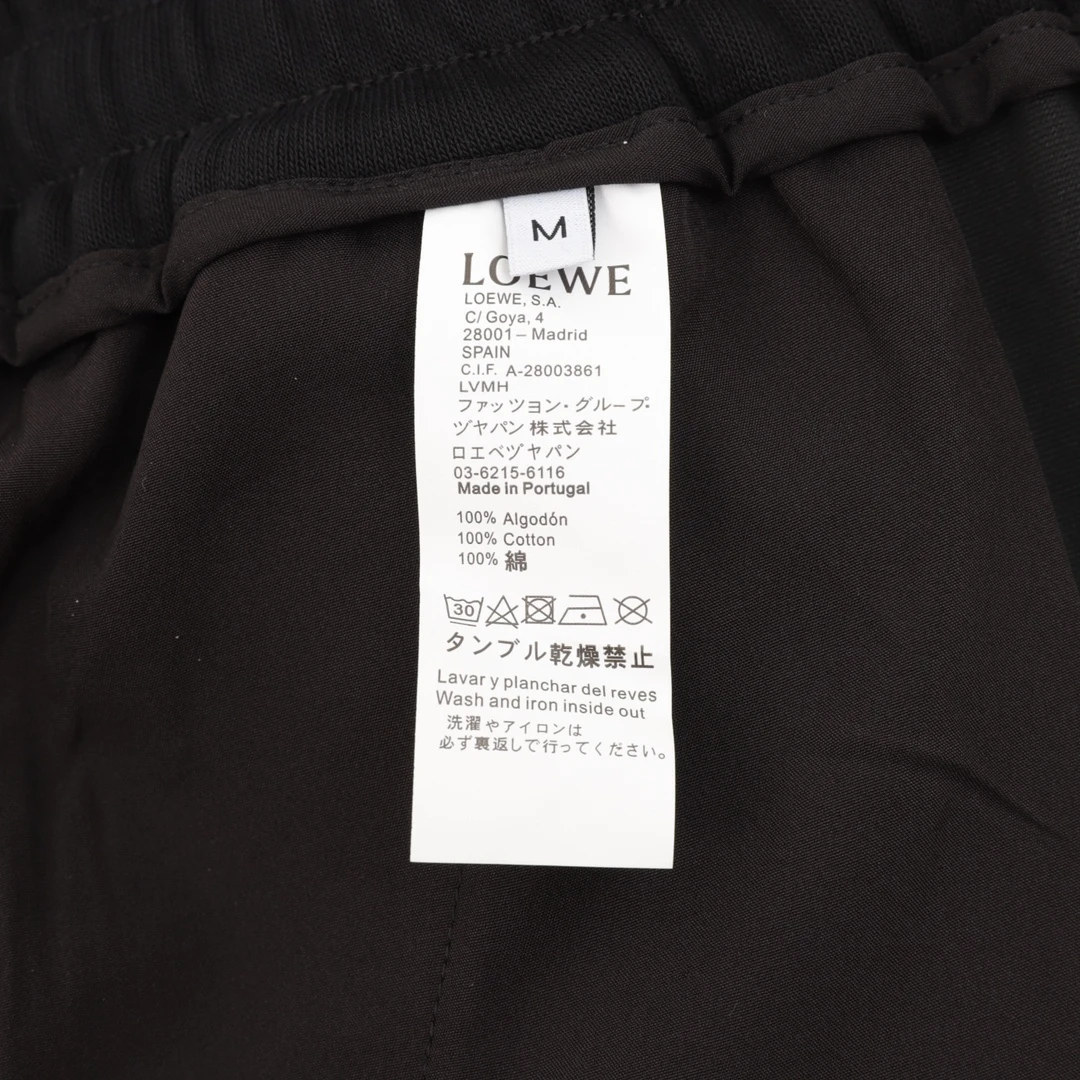 M
LOEWE
LOEWE, S.A.
C/ Goya, 4
28001 – Madrid
SPAIN
C.I.F. A-28003861
LVMH
ファッツョン・グループ・
ヅヤパン 株式会社
ロエベヅヤパン
03-6215-6116
Made in Portugal
100% Algodón
100% Cotton
100% 綿
30
タンブル乾燥禁止
Lavar y planchar del reves
Wash and iron inside out
洗濯やアイロンは
必ず裏返しで行ってください。